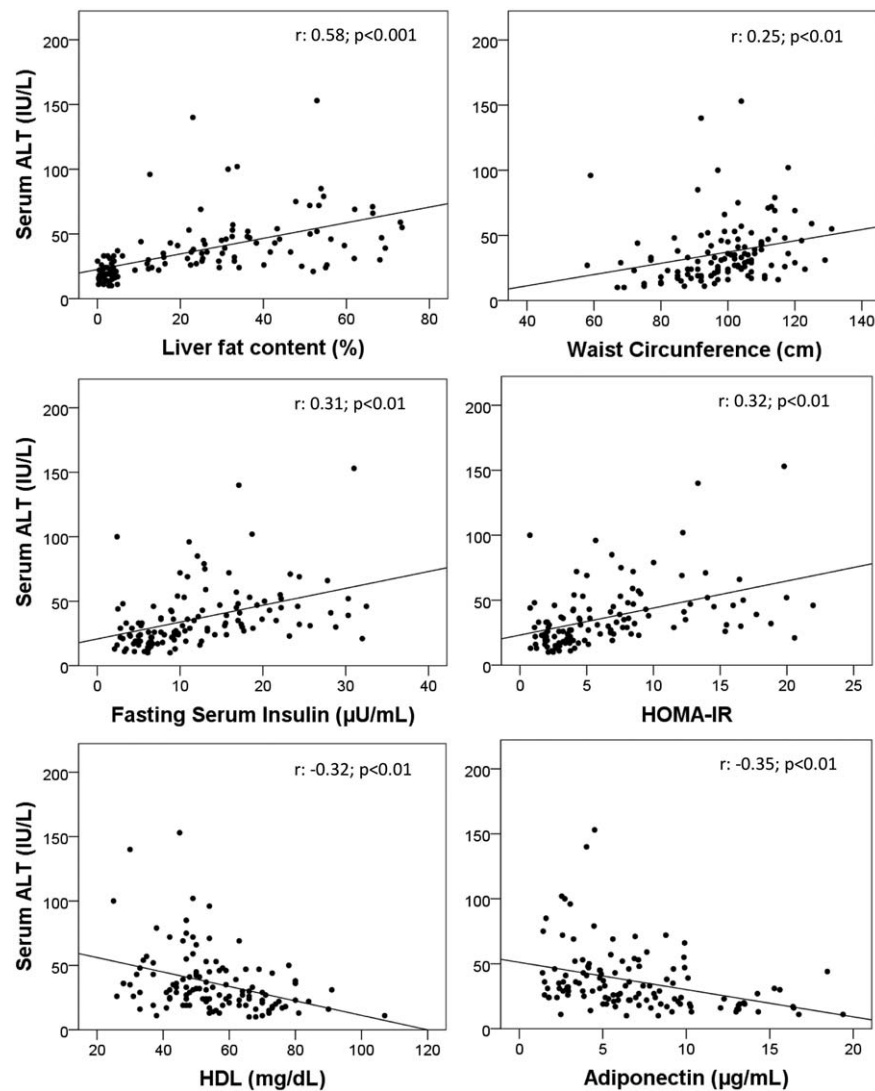 r: 0.58; p<0.001
Serum ALT (IU/L)
200
150
100
50
0
0 20 40 60 80
Liver fat content (%)
r: 0.25; p<0.01
200
150
100
50
0
40 60 80 100 120 140
Waist Circunference (cm)
r: 0.31; p<0.01
Serum ALT (IU/L)
200
150
100
50
0
0 10 20 30 40
Fasting Serum Insulin (µU/mL)
r: 0.32; p<0.01
200
150
100
50
0
0 5 10 15 20 25
HOMA-IR
r: -0.32; p<0.01
Serum ALT (IU/L)
200
150
100
50
0
20 40 60 80 100 120
HDL (mg/dL)
r: -0.35; p<0.01
200
150
100
50
0
0 5 10 15 20
Adiponectin (µg/mL)